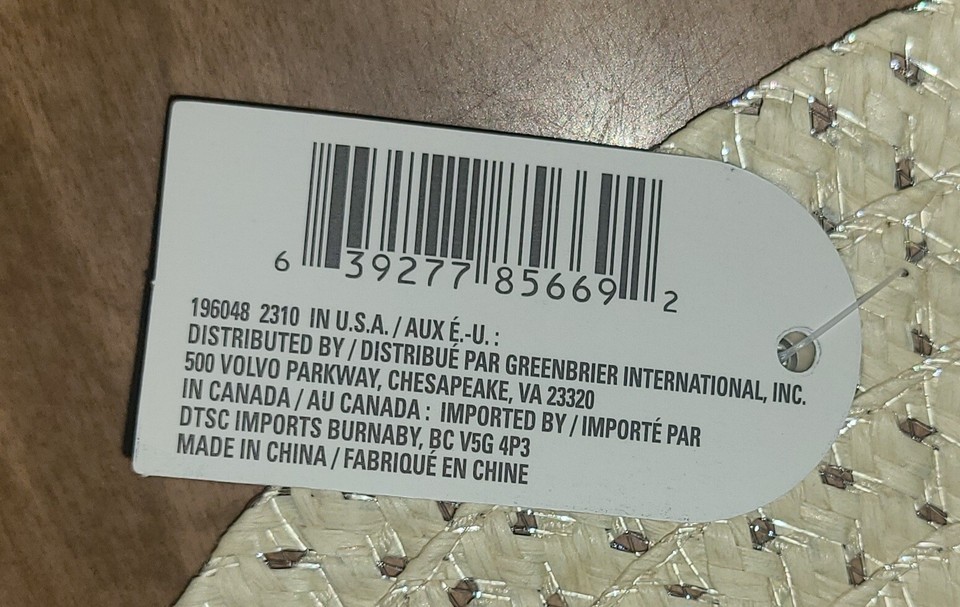 6 39277 85669 2
196048 2310 IN U.S.A. / AUX É.-U. :
DISTRIBUTED BY / DISTRIBUÉ PAR GREENBRIER INTERNATIONAL, INC.
500 VOLVO PARKWAY, CHESAPEAKE, VA 23320
IN CANADA / AU CANADA : IMPORTED BY / IMPORTÉ PAR
DTSC IMPORTS BURNABY, BC V5G 4P3
MADE IN CHINA / FABRIQUÉ EN CHINE